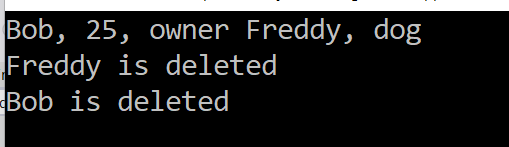 Bob, 25, owner Freddy, dog
Freddy is deleted
Bob is deleted